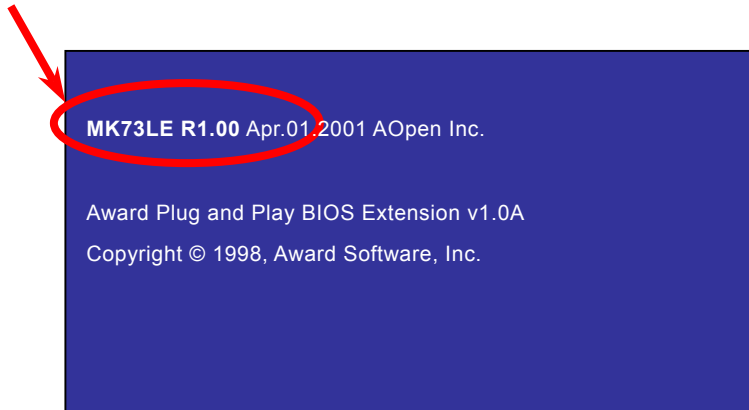 MK73LE R1.00 Apr.01.2001 AOpen Inc.
Award Plug and Play BIOS Extension v1.0A
Copyright © 1998, Award Software, Inc.